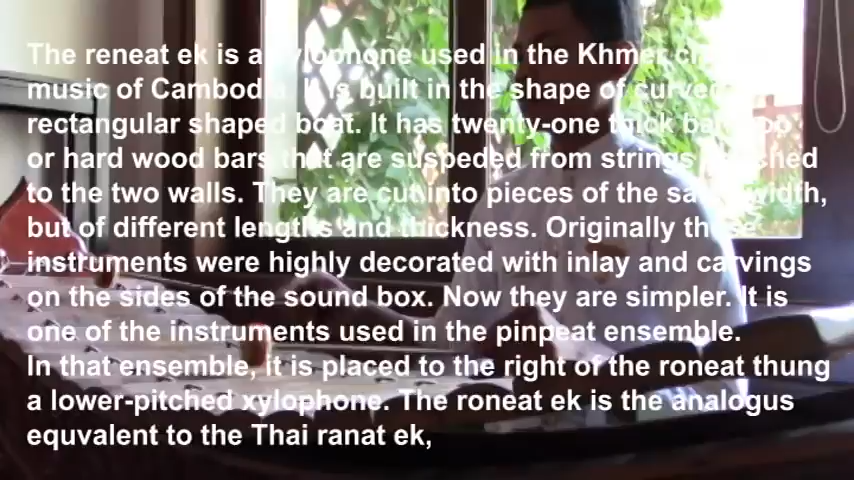 The reneat ek is a xylophone used in the Khmer
music of Cambodia. It is built in the shape of curved
rectangular shaped boat. It has twenty-one thick bamboo
or hard wood bars that are suspeded from strings attached
to the two walls. They are cut into pieces of the same width,
but of different lengths and thickness. Originally these
instruments were highly decorated with inlay and carvings
on the sides of the sound box. Now they are simpler. It is
one of the instruments used in the pinpeat ensemble.
In that ensemble, it is placed to the right of the roneat thung
a lower-pitched xylophone. The roneat ek is the analogus
equvalent to the Thai ranat ek,